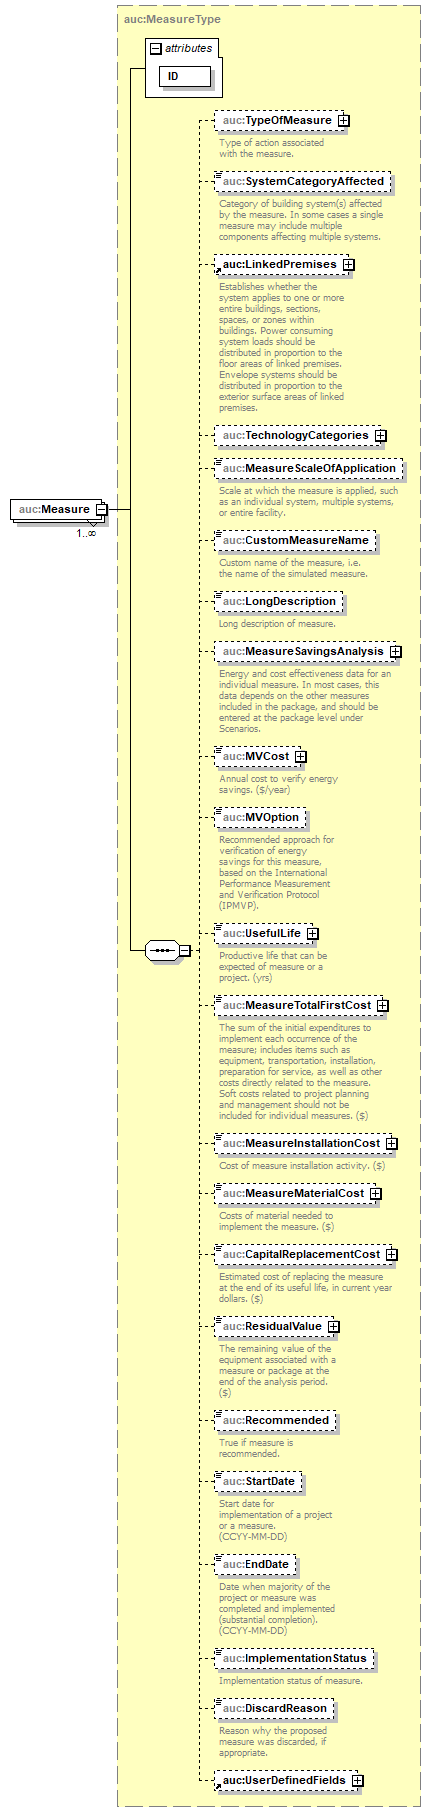 auc:MeasureType
attributes
ID
auc:TypeOfMeasure
Type of action associated
with the measure.
auc:SystemCategoryAffected
Category of building system(s) affected
by the measure. In some cases a single
measure may include multiple
components affecting multiple systems.
auc:LinkedPremises
Establishes whether the
system applies to one or more
entire buildings, sections,
spaces, or zones within
buildings. Power consuming
system loads should be
distributed in proportion to the
floor areas of linked premises.
Envelope systems should be
distributed in proportion to the
exterior surface areas of linked
premises.
auc:TechnologyCategories
auc:MeasureScaleOfApplication
Scale at which the measure is applied, such
as an individual system, multiple systems,
or entire facility.
auc:Measure
1..∞
auc:CustomMeasureName
Custom name of the measure, i.e.
the name of the simulated measure.
auc:LongDescription
Long description of measure.
auc:MeasureSavingsAnalysis
Energy and cost effectiveness data for an
individual measure. In most cases, this
data depends on the other measures
included in the package, and should be
entered at the package level under
Scenarios.
auc:MVCost
Annual cost to verify energy
savings. ($/year)
auc:MVOption
Recommended approach for
verification of energy
savings for this measure,
based on the International
Performance Measurement
and Verification Protocol
(IPMVP).
auc:UsefulLife
Productive life that can be
expected of measure or a
project. (yrs)
auc:MeasureTotalFirstCost
The sum of the initial expenditures to
implement each occurrence of the
measure; includes items such as
equipment, transportation, installation,
preparation for service, as well as other
costs directly related to the measure.
Soft costs related to project planning
and management should not be
included for individual measures. ($)
auc:MeasureInstallationCost
Cost of measure installation activity. ($)
auc:MeasureMaterialCost
Costs of material needed to
implement the measure. ($)
auc:CapitalReplacementCost
Estimated cost of replacing the measure
at the end of its useful life, in current year
dollars. ($)
auc:ResidualValue
The remaining value of the
equipment associated with a
measure or package at the
end of the analysis period.
($)
auc:Recommended
True if measure is
recommended.
auc:StartDate
Start date for
implementation of a project
or a measure.
(CCYY-MM-DD)
auc:EndDate
Date when majority of the
project or measure was
completed and implemented
(substantial completion).
(CCYY-MM-DD)
auc:ImplementationStatus
Implementation status of measure.
auc:DiscardReason
Reason why the proposed
measure was discarded, if
appropriate.
auc:UserDefinedFields